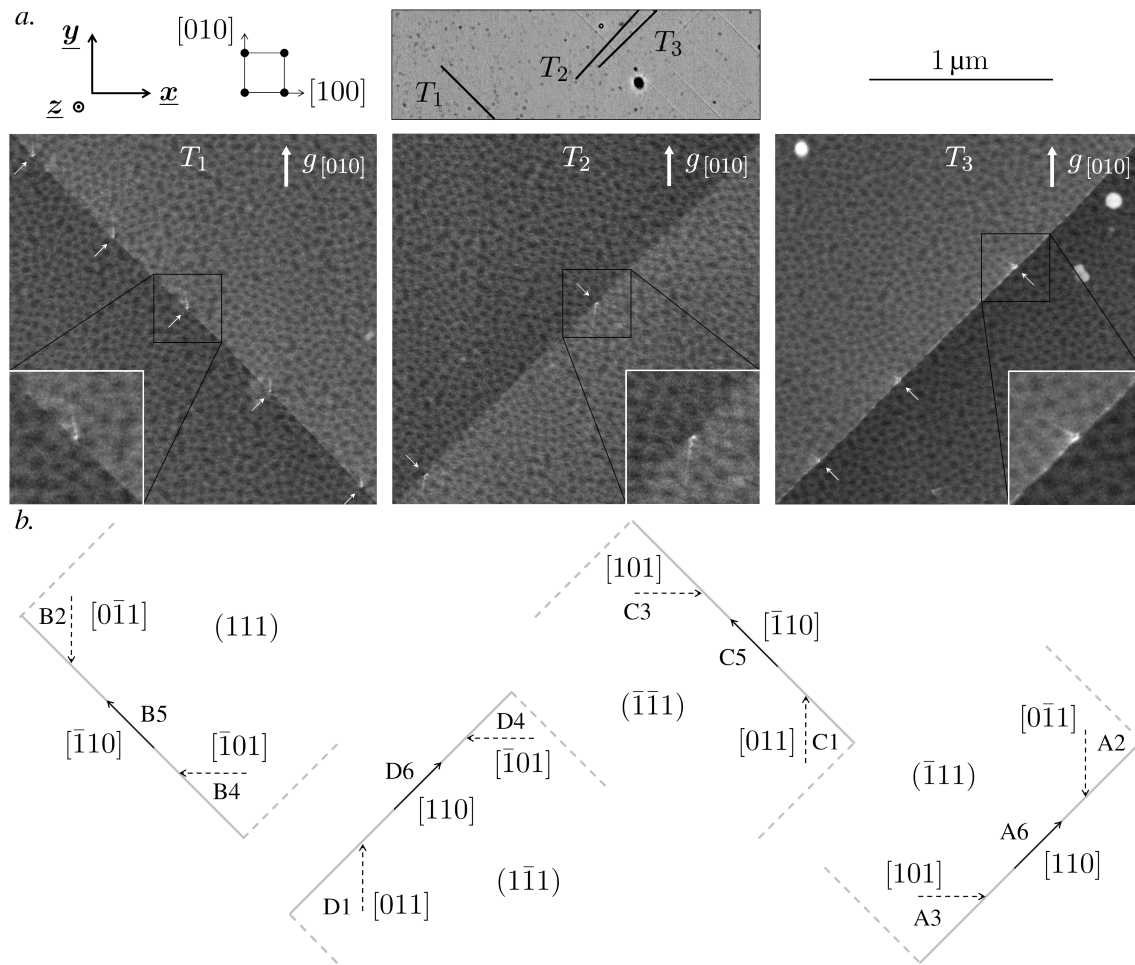 a.
y
[010]
z
x
[100]
T₁
T₂
T₃
1 μm
T₁
g[010]
T₂
g[010]
T₃
g[010]
b.
B2
[01̄1]
(111)
B5
[1̄10]
[1̄01]
B4
D4
[1̄01]
D6
[110]
(11̄1)
D1
[011]
[101]
C3
[1̄10]
C5
(1̄1̄1)
[011]
C1
[01̄1]
A2
(1̄11)
A6
[110]
[101]
A3